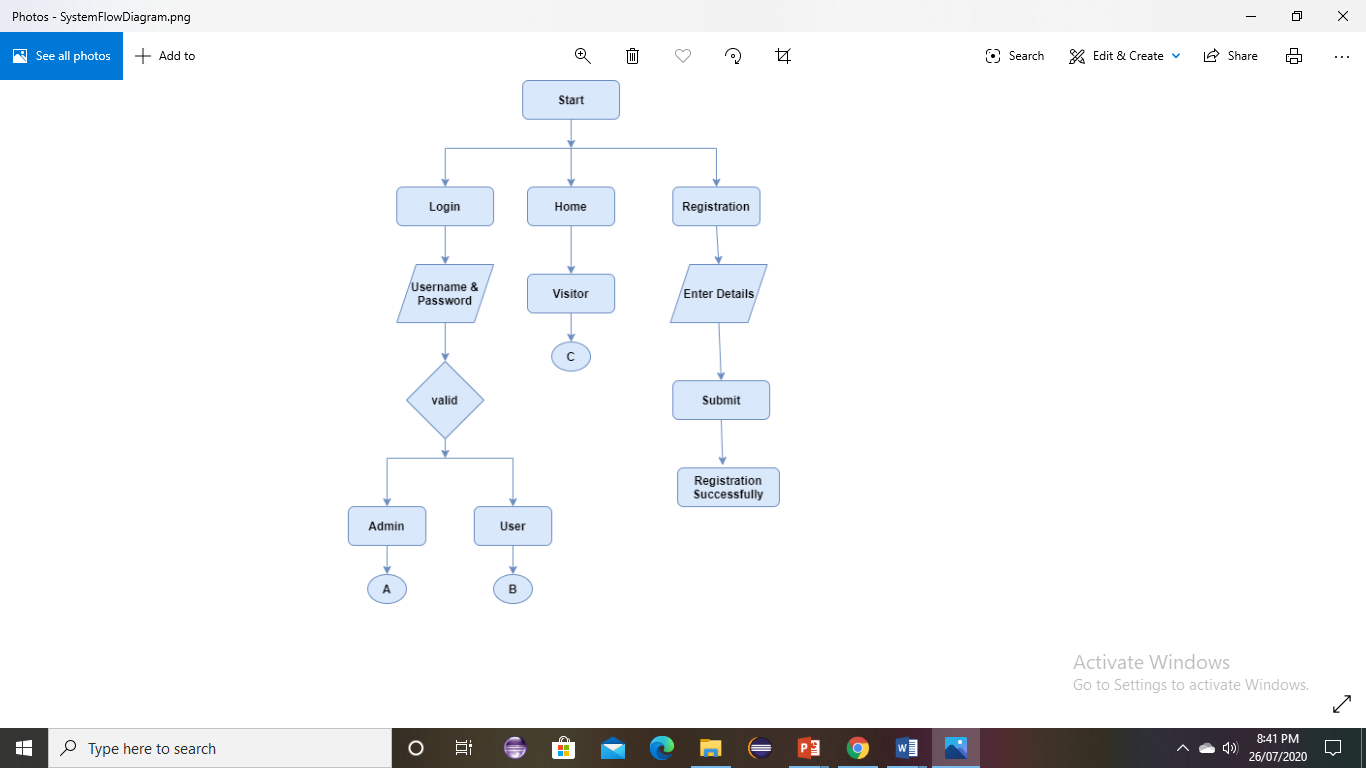 Photos - SystemFlowDiagram.png
See all photos
Add to
Search
Edit & Create
Share
Start
Login
Home
Registration
Username &
Password
Visitor
Enter Details
C
valid
Submit
Registration
Successfully
Admin
User
A
B
Activate Windows
Go to Settings to activate Windows.
Type here to search
8:41 PM
26/07/2020